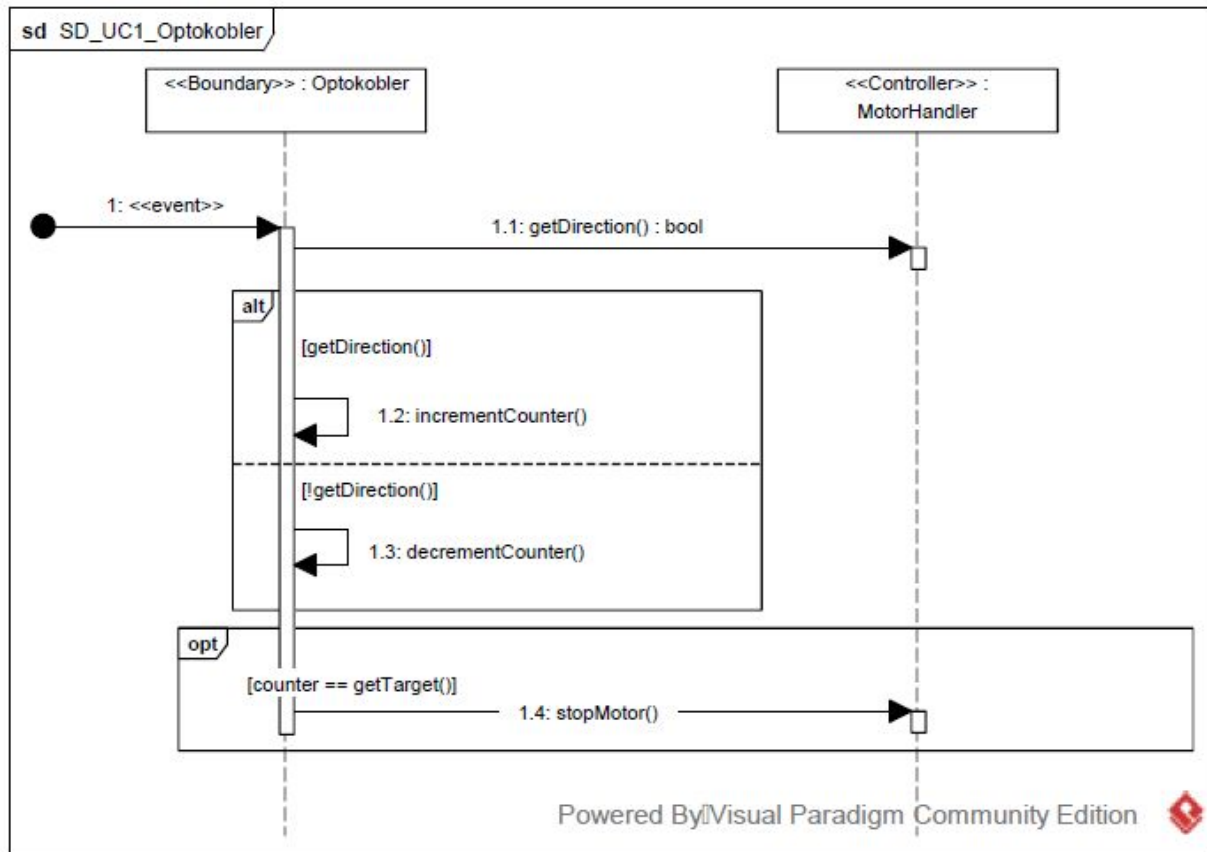 sd SD_UC1_Optokobler
<<Boundary>> : Optokobler
<<Controller>> :
MotorHandler
1: <<event>>
1.1: getDirection() : bool
alt
[getDirection()]
1.2: incrementCounter()
[!getDirection()]
1.3: decrementCounter()
opt
[counter == getTarget()]
1.4: stopMotor()
Powered By▯Visual Paradigm Community Edition